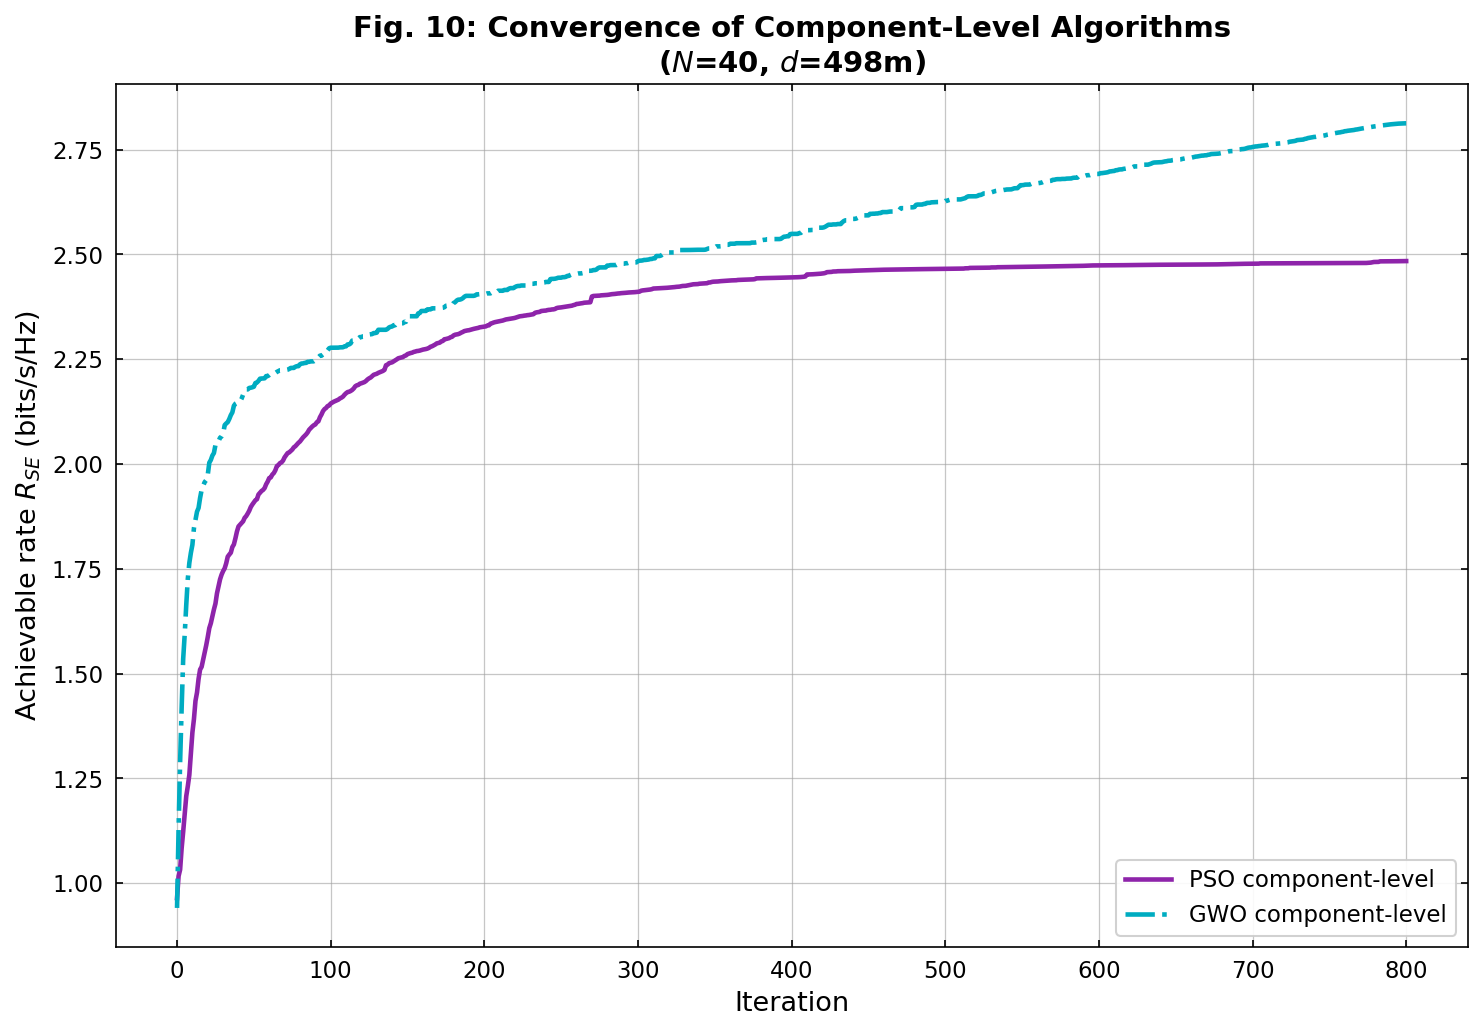 Fig. 10: Convergence of Component-Level Algorithms
(N=40, d=498m)
Achievable rate R_SE (bits/s/Hz)
2.75
2.50
2.25
2.00
1.75
1.50
1.25
1.00
PSO component-level
GWO component-level
0 100 200 300 400 500 600 700 800
Iteration